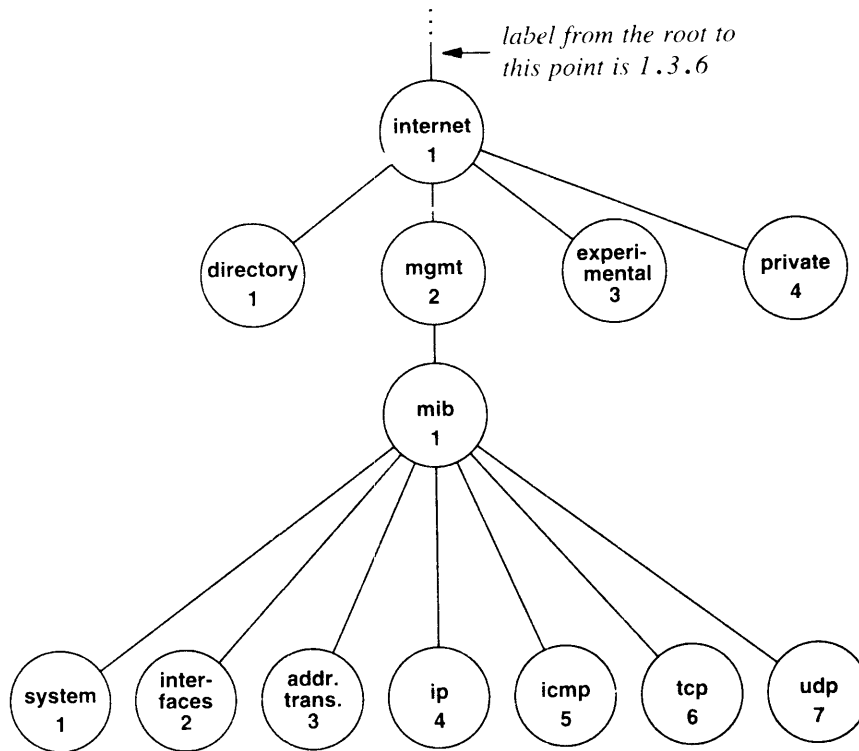 label from the root to
this point is 1.3.6
internet
1
directory
1
mgmt
2
experi-
mental
3
private
4
mib
1
system
1
inter-
faces
2
addr.
trans.
3
ip
4
icmp
5
tcp
6
udp
7